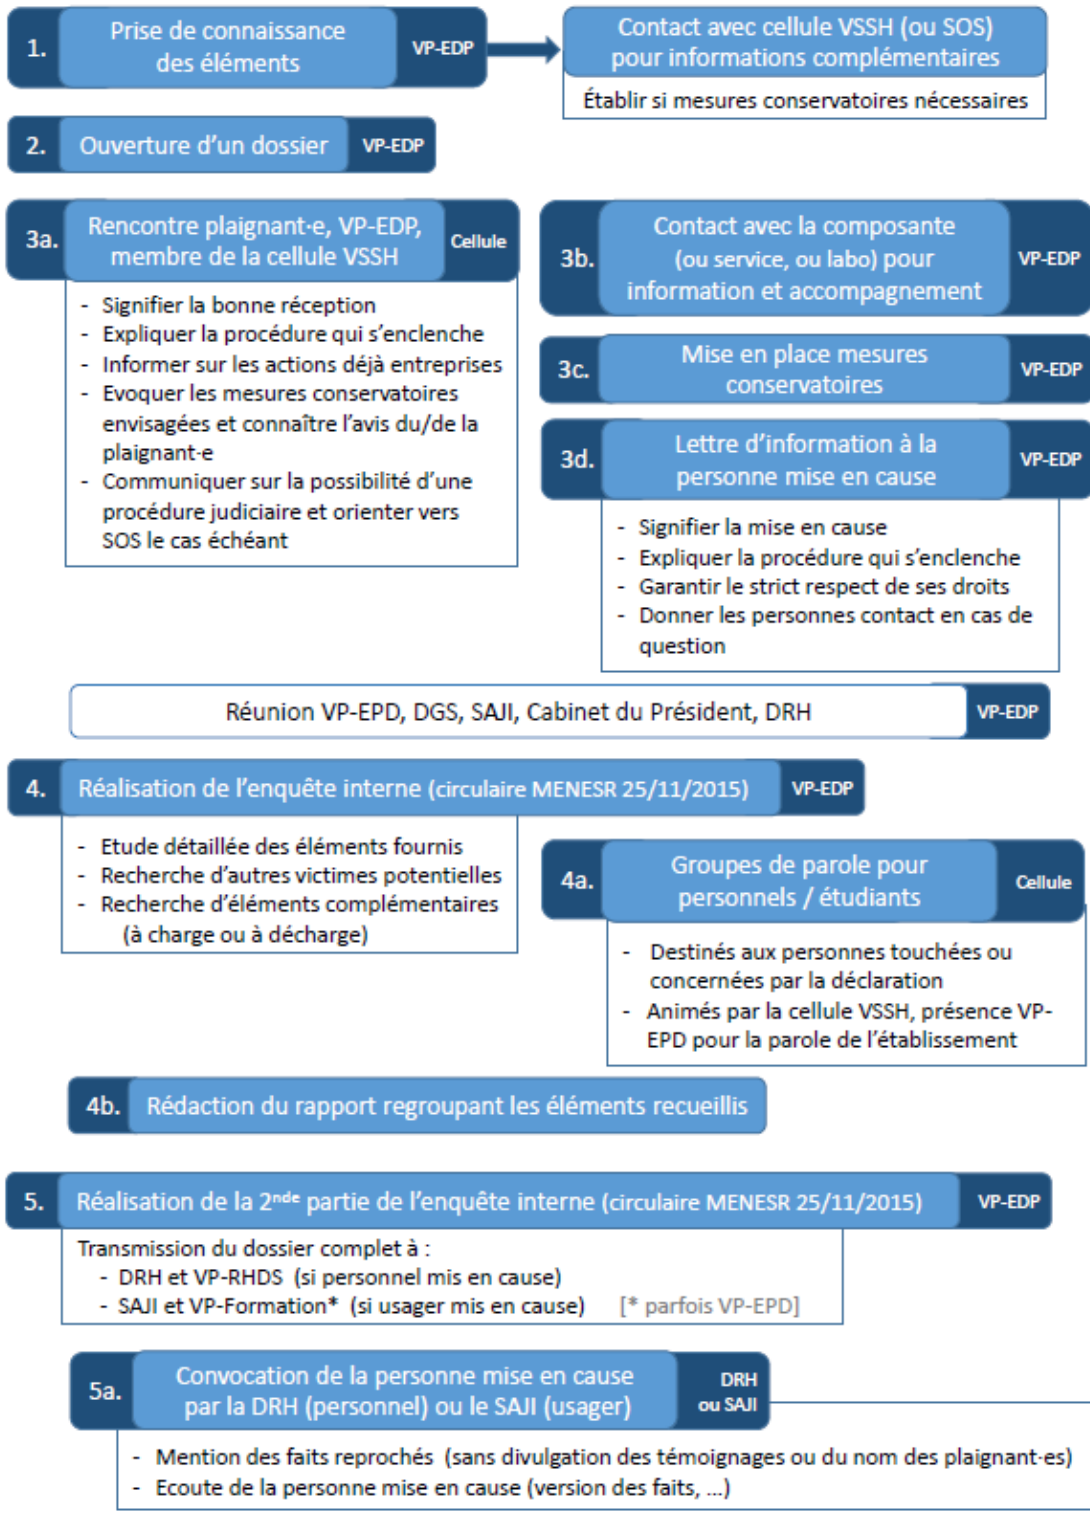 1.
Prise de connaissance
des éléments
VP-EDP
Contact avec cellule VSSH (ou SOS)
pour informations complémentaires
Établir si mesures conservatoires nécessaires
2.
Ouverture d’un dossier
VP-EDP
3a.
Rencontre plaignant·e, VP-EDP,
membre de la cellule VSSH
Cellule
- Signifier la bonne réception
- Expliquer la procédure qui s’enclenche
- Informer sur les actions déjà entreprises
- Evoquer les mesures conservatoires
envisagées et connaître l’avis du/de la
plaignant·e
- Communiquer sur la possibilité d’une
procédure judiciaire et orienter vers
SOS le cas échéant
3b.
Contact avec la composante
(ou service, ou labo) pour
information et accompagnement
VP-EDP
3c.
Mise en place mesures
conservatoires
VP-EDP
3d.
Lettre d’information à la
personne mise en cause
VP-EDP
- Signifier la mise en cause
- Expliquer la procédure qui s’enclenche
- Garantir le strict respect de ses droits
- Donner les personnes contact en cas de
question
Réunion VP-EPD, DGS, SAJI, Cabinet du Président, DRH
VP-EDP
4.
Réalisation de l’enquête interne (circulaire MENESR 25/11/2015)
VP-EDP
- Etude détaillée des éléments fournis
- Recherche d’autres victimes potentielles
- Recherche d’éléments complémentaires
(à charge ou à décharge)
4a.
Groupes de parole pour
personnels / étudiants
Cellule
- Destinés aux personnes touchées ou
concernées par la déclaration
- Animés par la cellule VSSH, présence VP-
EPD pour la parole de l’établissement
4b.
Rédaction du rapport regroupant les éléments recueillis
5.
Réalisation de la 2nde partie de l’enquête interne (circulaire MENESR 25/11/2015)
VP-EDP
Transmission du dossier complet à :
- DRH et VP-RHDS (si personnel mis en cause)
- SAJI et VP-Formation* (si usager mis en cause) [* parfois VP-EPD]
5a.
Convocation de la personne mise en cause
par la DRH (personnel) ou le SAJI (usager)
DRH
ou SAJI
- Mention des faits reprochés (sans divulgation des témoignages ou du nom des plaignant·es)
- Ecoute de la personne mise en cause (version des faits, ...)